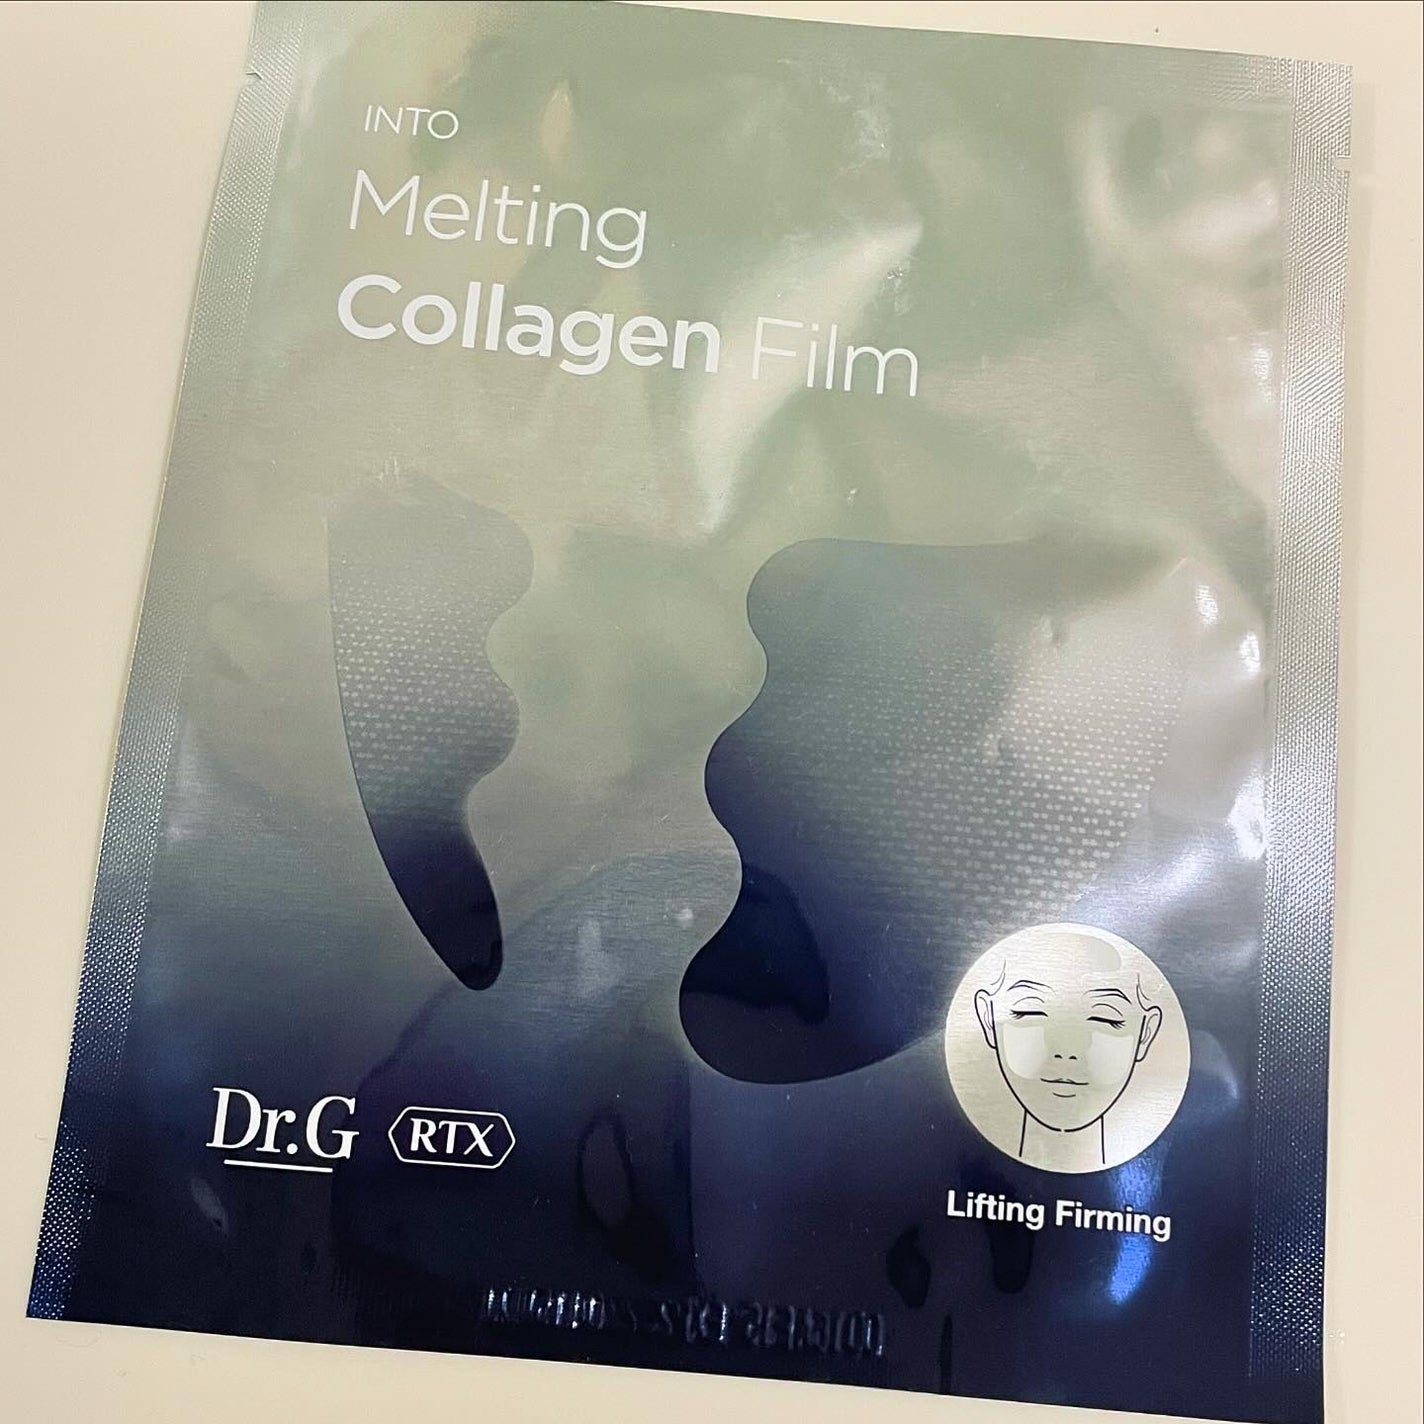 INTO
Melting
Collagen Film
Dr.G RTX
Lifting Firming